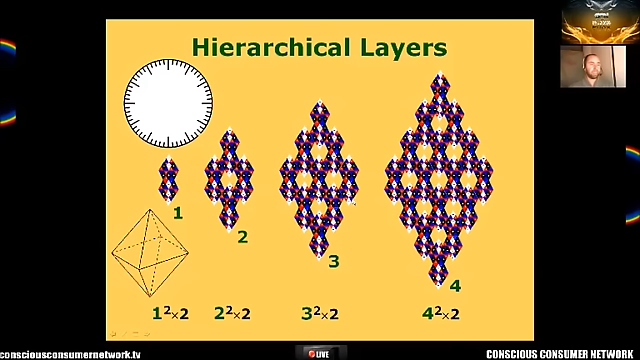 Hierarchical Layers
1
2
3
4
1²×2
2²×2
3²×2
4²×2
consciousconsumernetwork.tv
LIVE
CONSCIOUS CONSUMER NETWORK